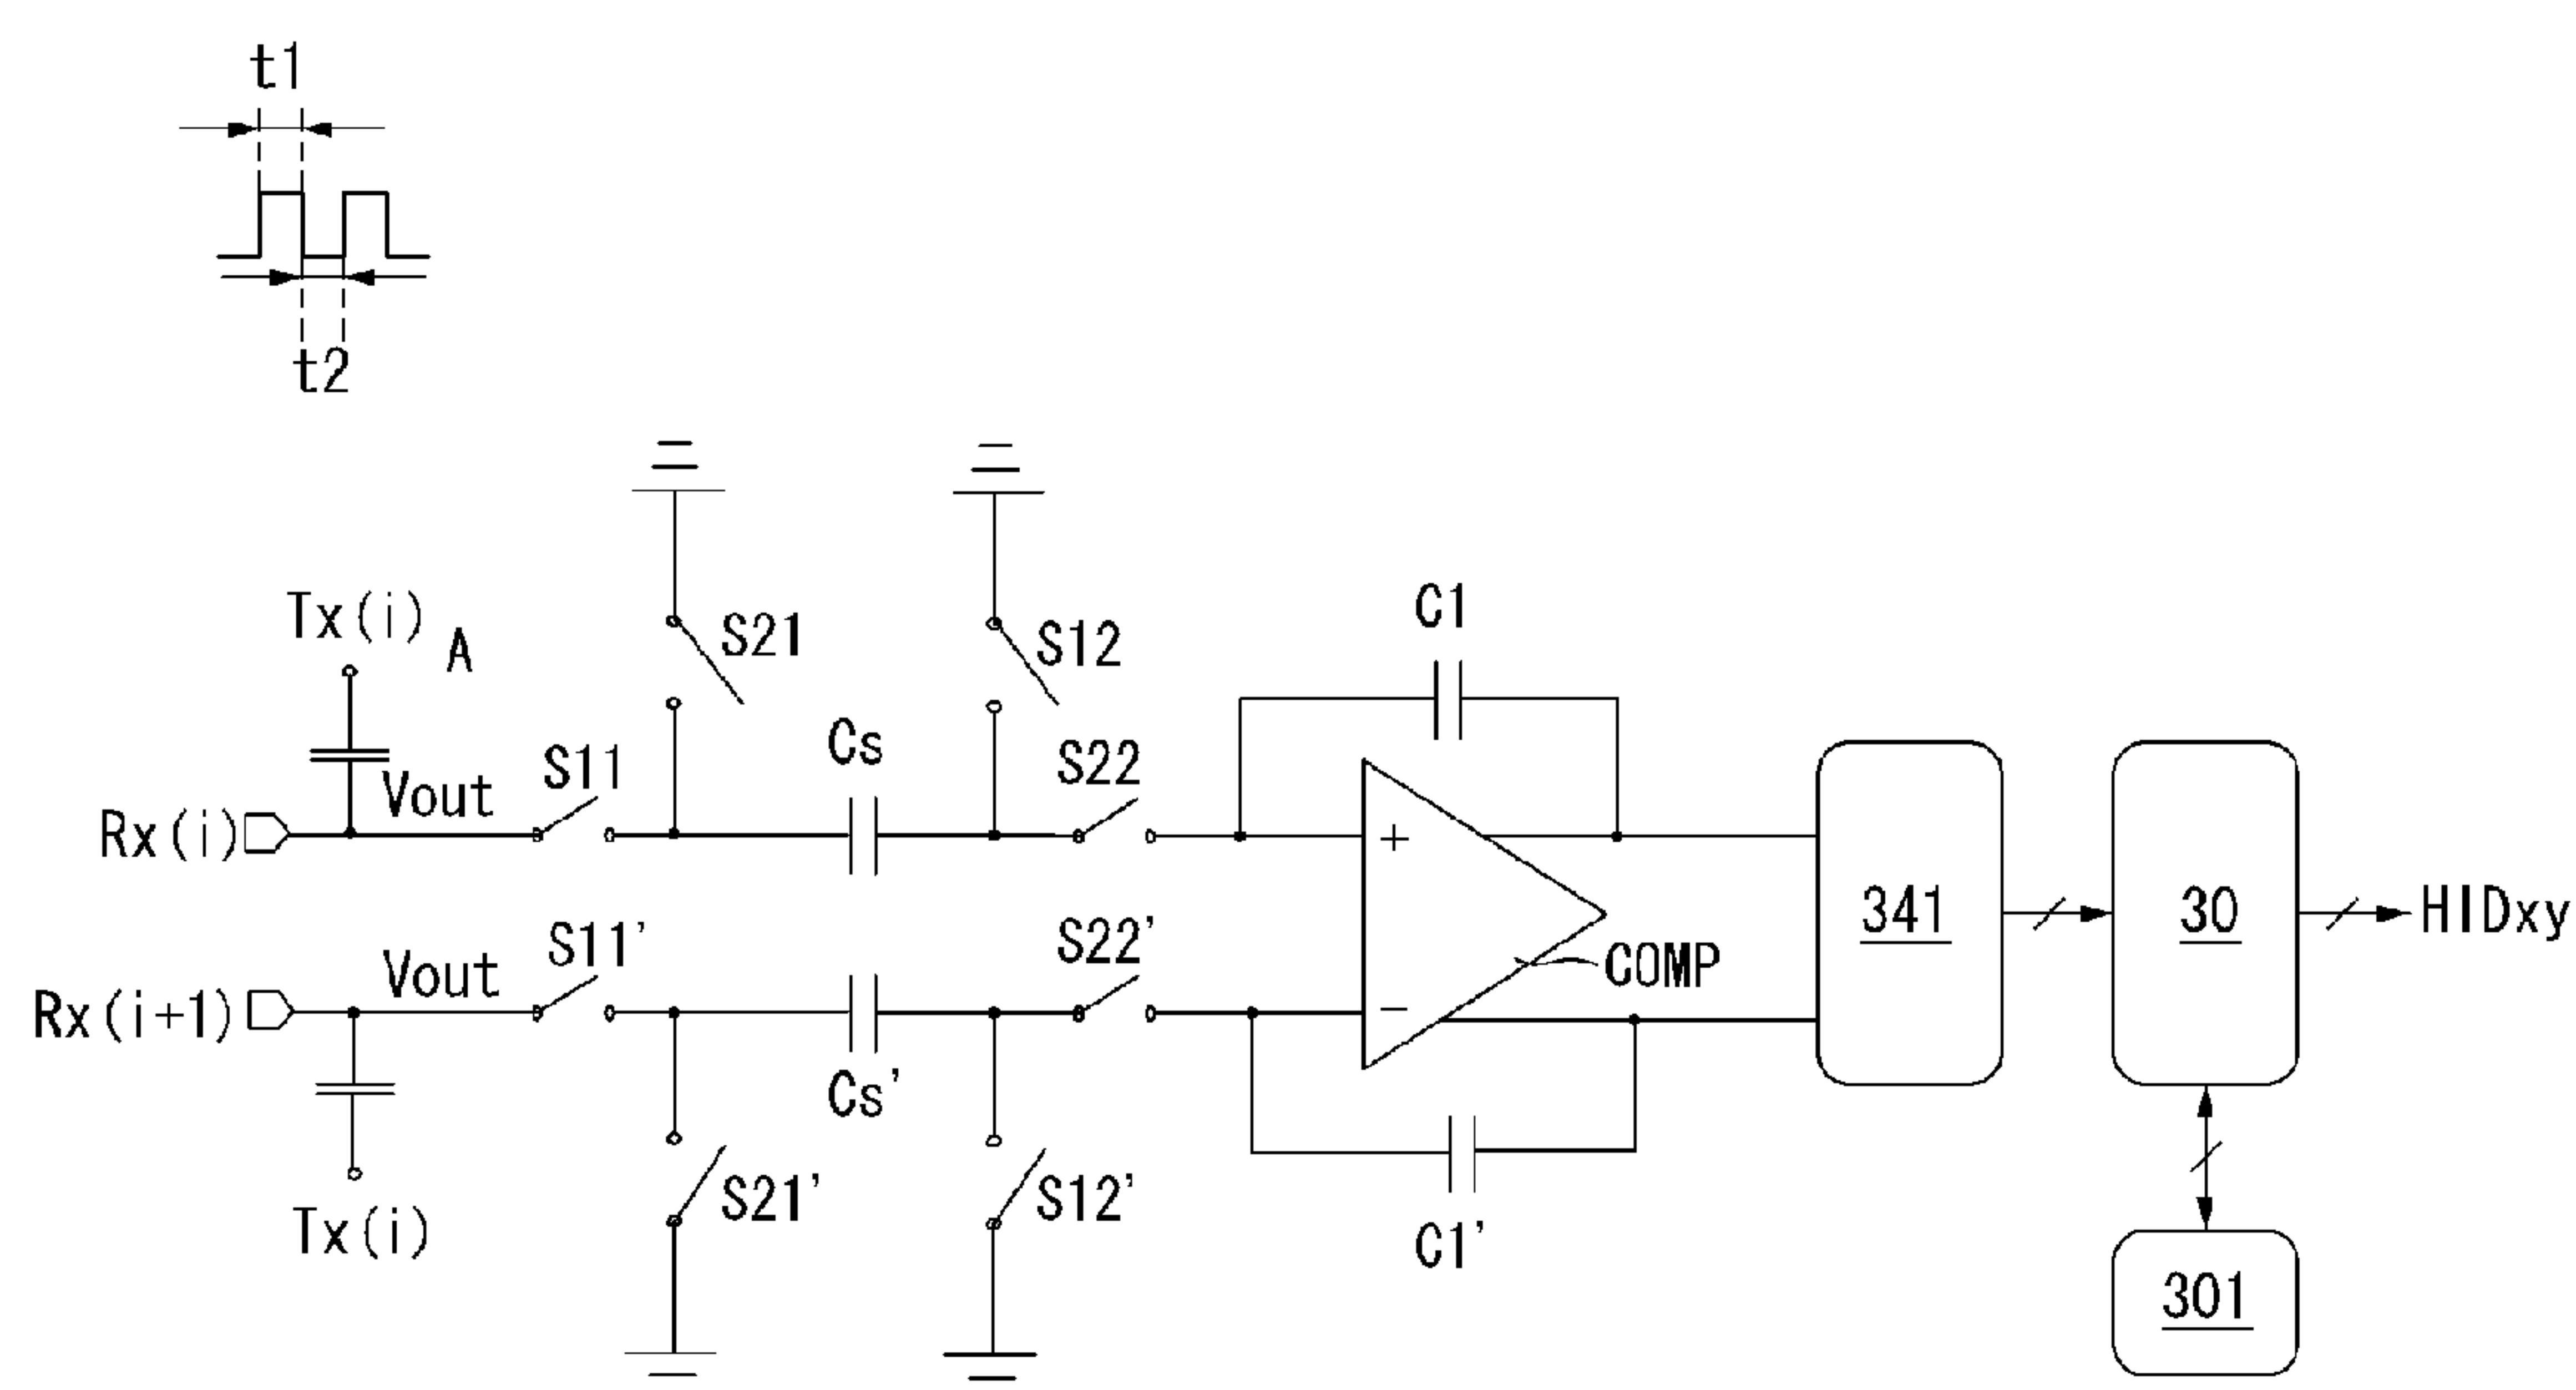 t1
t2
Tx(i)
A
S21
S12
C1
Cs
S11
S22
Vout
Rx(i)
+
341
30
HIDxy
S11'
S22'
Vout
COMP
Rx(i+1)
−
Cs'
S21'
S12'
Tx(i)
C1'
301